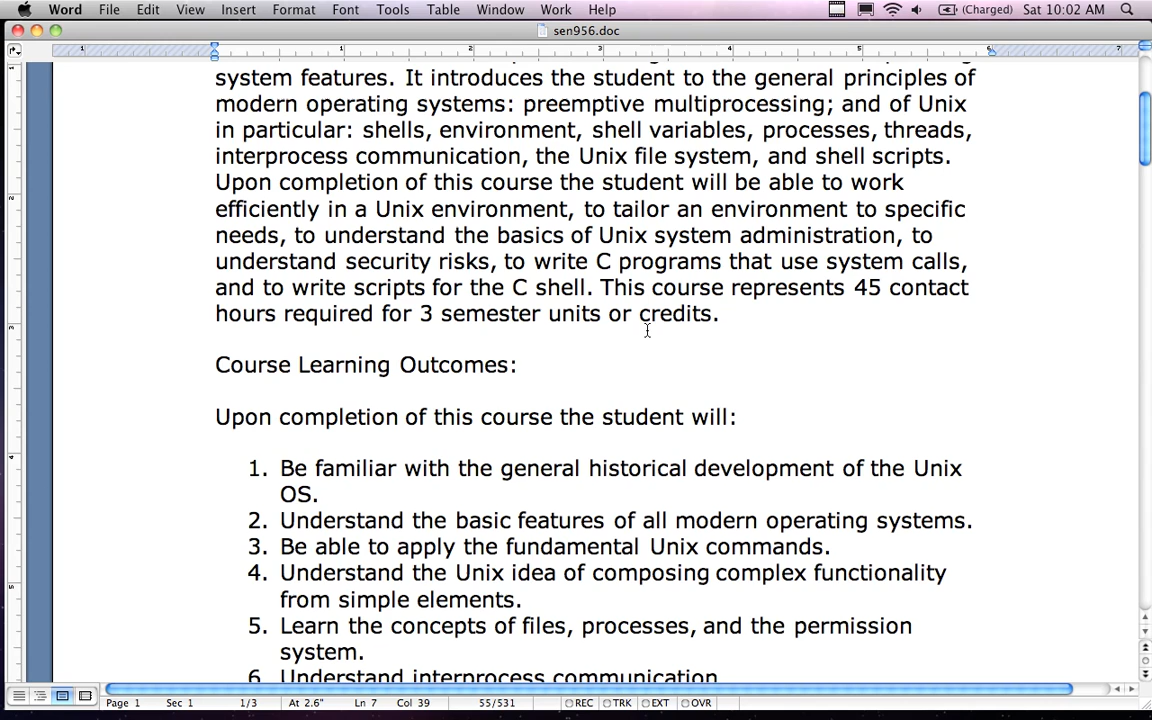 Word File Edit View Insert Format Font Tools Table Window Work Help (Charged) Sat 10:02 AM
sen956.doc
system features. It introduces the student to the general principles of
modern operating systems: preemptive multiprocessing; and of Unix
in particular: shells, environment, shell variables, processes, threads,
interprocess communication, the Unix file system, and shell scripts.
Upon completion of this course the student will be able to work
efficiently in a Unix environment, to tailor an environment to specific
needs, to understand the basics of Unix system administration, to
understand security risks, to write C programs that use system calls,
and to write scripts for the C shell. This course represents 45 contact
hours required for 3 semester units or credits.
Course Learning Outcomes:
Upon completion of this course the student will:
1. Be familiar with the general historical development of the Unix
OS.
2. Understand the basic features of all modern operating systems.
3. Be able to apply the fundamental Unix commands.
4. Understand the Unix idea of composing complex functionality
from simple elements.
5. Learn the concepts of files, processes, and the permission
system.
6. Understand interprocess communication.
Page 1 Sec 1 1/3 At 2.6" Ln 7 Col 39 55/531 REC TRK EXT OVR